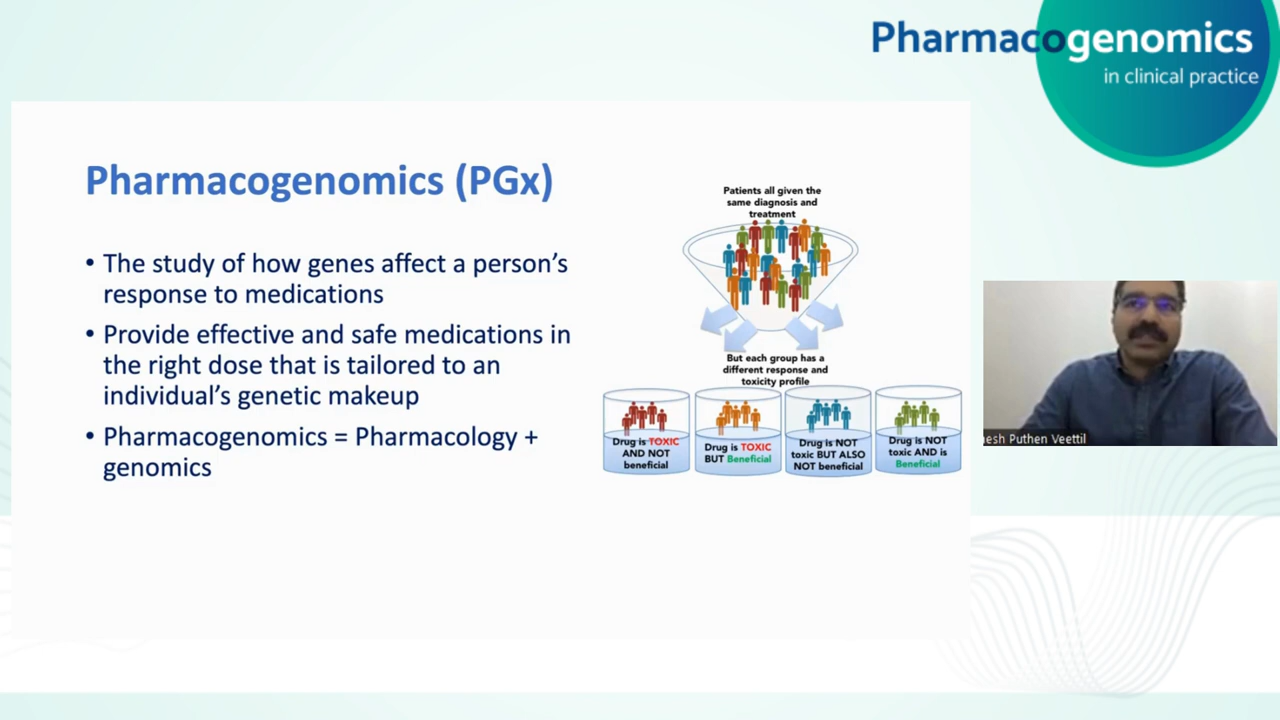 Pharmacogenomics
in clinical practice
Pharmacogenomics (PGx)
• The study of how genes affect a person’s
response to medications
• Provide effective and safe medications in
the right dose that is tailored to an
individual’s genetic makeup
• Pharmacogenomics = Pharmacology +
genomics
Patients all given the
same diagnosis and
treatment
But each group has a
different response and
toxicity profile
Drug is TOXIC
AND NOT
beneficial
Drug is TOXIC
BUT Beneficial
Drug is NOT
toxic BUT ALSO
NOT beneficial
Drug is NOT
toxic AND is
Beneficial
Puthen Veettil